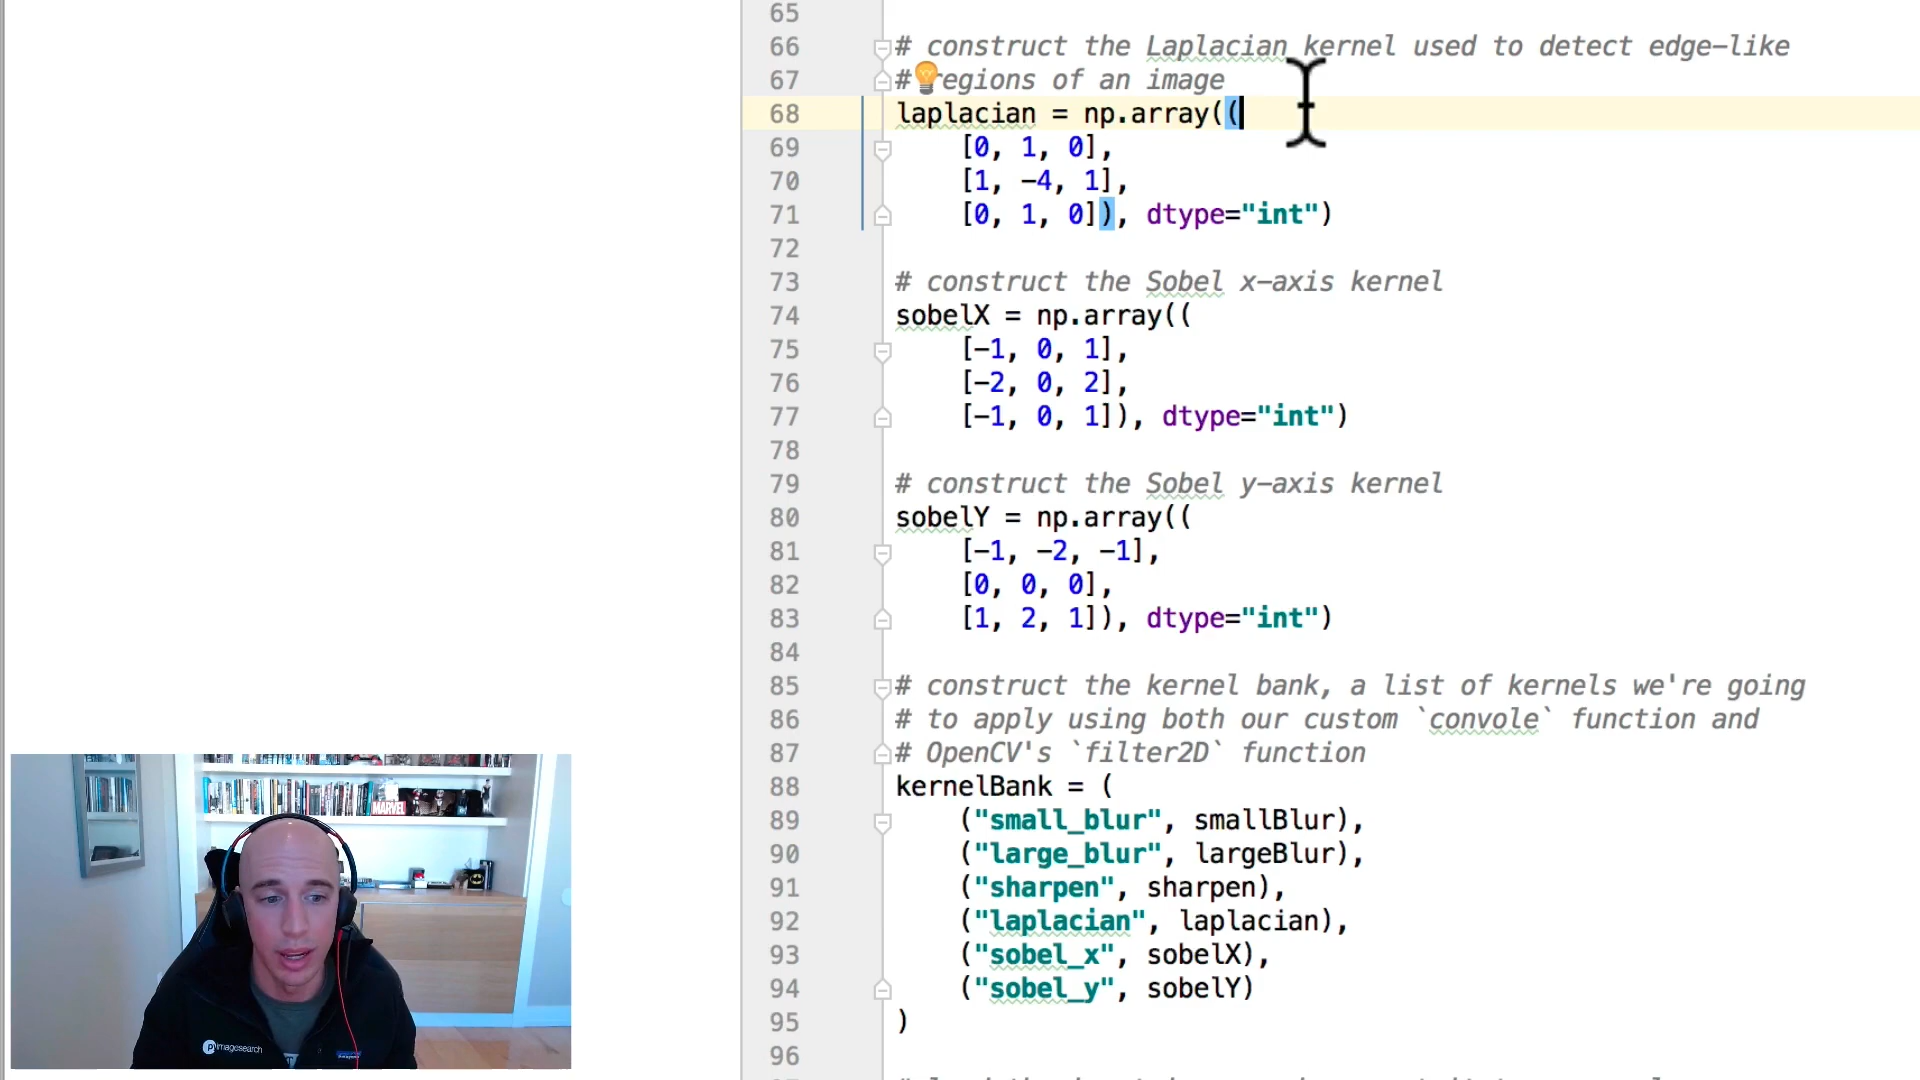 65
66 # construct the Laplacian kernel used to detect edge-like
67 # regions of an image
68 laplacian = np.array((
69 [0, 1, 0],
70 [1, -4, 1],
71 [0, 1, 0]), dtype="int")
72
73 # construct the Sobel x-axis kernel
74 sobelX = np.array((
75 [-1, 0, 1],
76 [-2, 0, 2],
77 [-1, 0, 1]), dtype="int")
78
79 # construct the Sobel y-axis kernel
80 sobelY = np.array((
81 [-1, -2, -1],
82 [0, 0, 0],
83 [1, 2, 1]), dtype="int")
84
85 # construct the kernel bank, a list of kernels we're going
86 # to apply using both our custom `convole` function and
87 # OpenCV's `filter2D` function
88 kernelBank = (
89 ("small_blur", smallBlur),
90 ("large_blur", largeBlur),
91 ("sharpen", sharpen),
92 ("laplacian", laplacian),
93 ("sobel_x", sobelX),
94 ("sobel_y", sobelY)
95 )
96
MARVEL
pyimagesearch